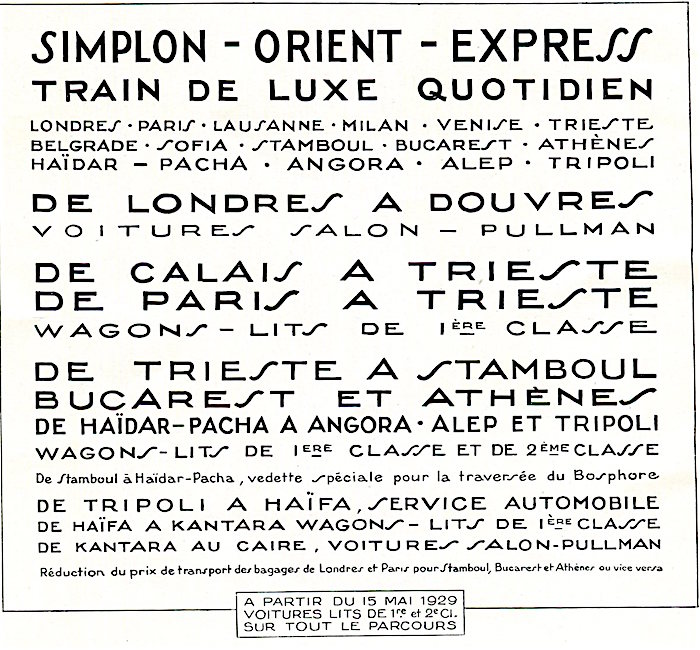 SIMPLON - ORIENT - EXPRESS
TRAIN DE LUXE QUOTIDIEN
LONDRES · PARIS · LAUSANNE · MILAN · VENISE · TRIESTE
BELGRADE · SOFIA · STAMBOUL · BUCAREST · ATHÈNES
HAÏDAR - PACHA · ANGORA · ALEP · TRIPOLI
DE LONDRES A DOUVRES
VOITURES SALON - PULLMAN
DE CALAIS A TRIESTE
DE PARIS A TRIESTE
WAGONS - LITS DE 1ÈRE CLASSE
DE TRIESTE A STAMBOUL
BUCAREST ET ATHÈNES
DE HAÏDAR-PACHA A ANGORA · ALEP ET TRIPOLI
WAGONS-LITS DE 1ERE CLASSE ET DE 2ÈME CLASSE
De Stamboul à Haïdar-Pacha, vedette spéciale pour la traversée du Bosphore
DE TRIPOLI A HAÏFA, SERVICE AUTOMOBILE
DE HAÏFA A KANTARA WAGONS - LITS DE 1ÈRE CLASSE
DE KANTARA AU CAIRE, VOITURES SALON-PULLMAN
Réduction du prix de transport des bagages de Londres et Paris pour Stamboul, Bucarest et Athènes ou vice versa
A PARTIR DU 15 MAI 1929
VOITURES LITS DE 1re et 2e Cl.
SUR TOUT LE PARCOURS